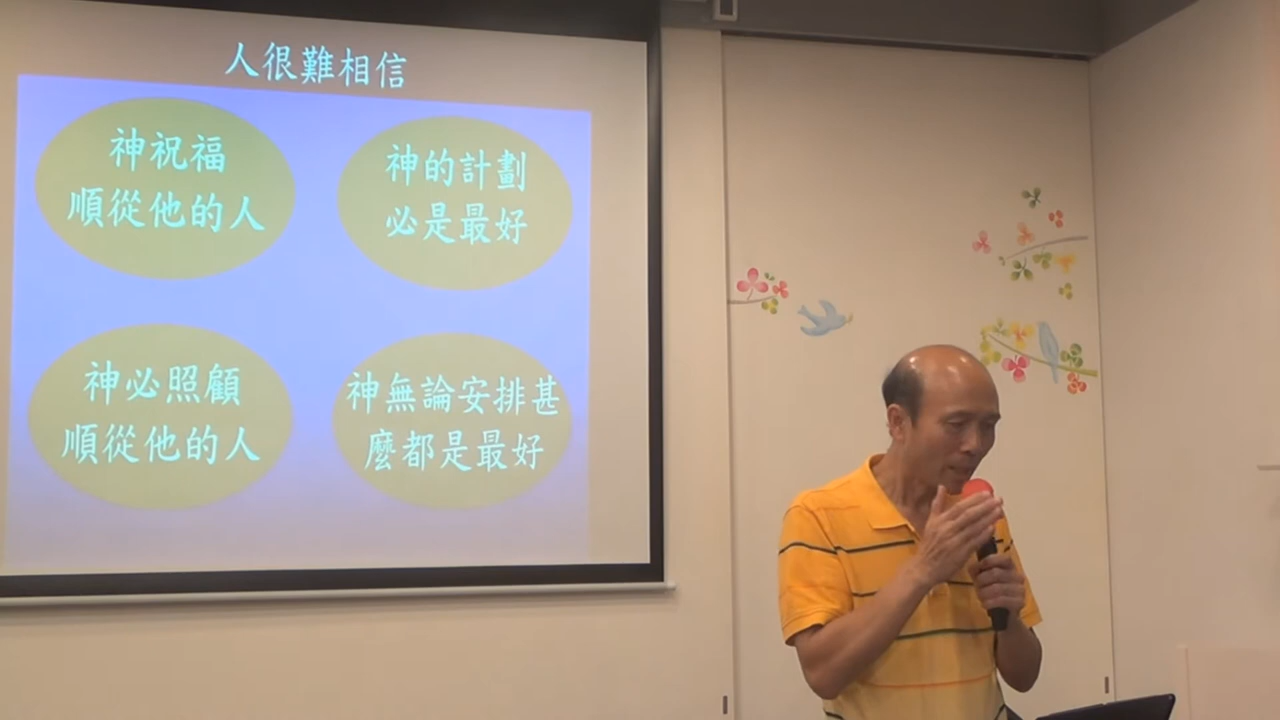 人很難相信
神祝福
順從他的人
神的計劃
必是最好
神必照顧
順從他的人
神無論安排甚
麼都是最好